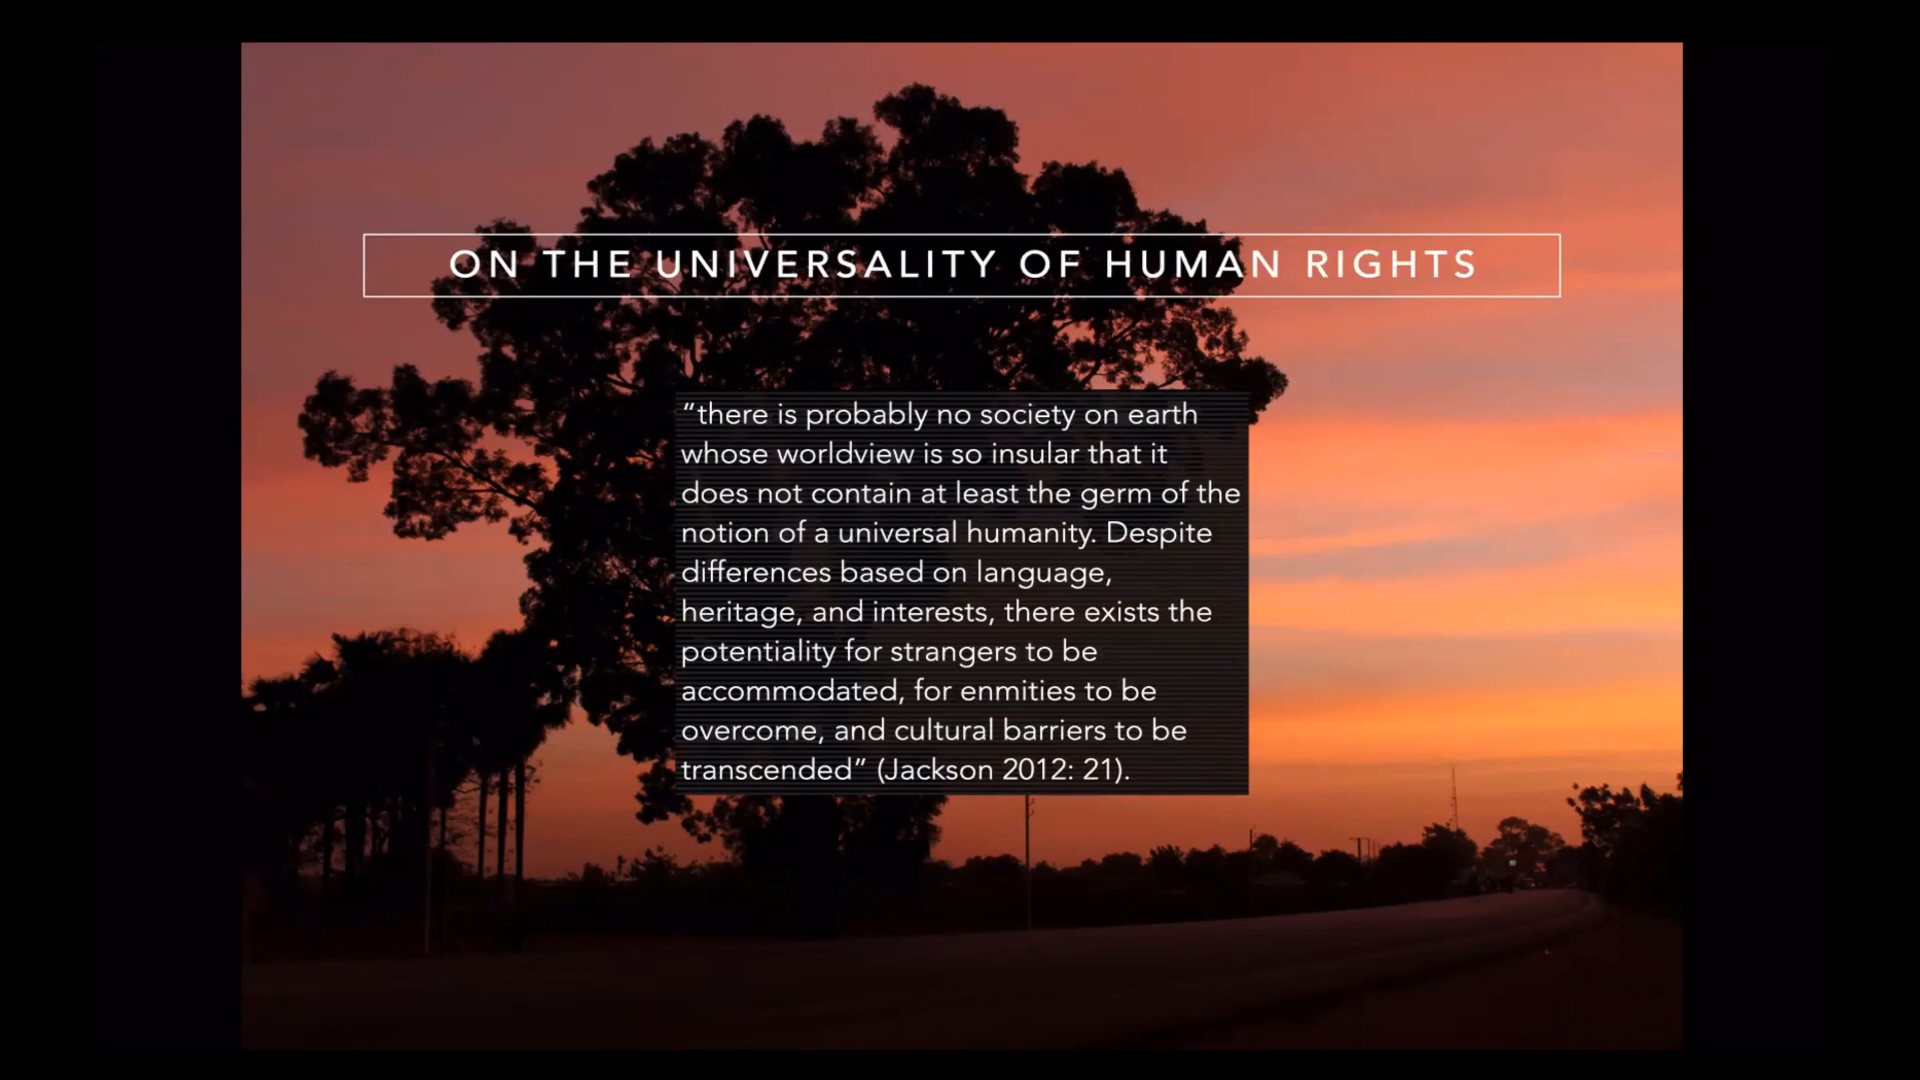 ON THE UNIVERSALITY OF HUMAN RIGHTS
“there is probably no society on earth
whose worldview is so insular that it
does not contain at least the germ of the
notion of a universal humanity. Despite
differences based on language,
heritage, and interests, there exists the
potentiality for strangers to be
accommodated, for enmities to be
overcome, and cultural barriers to be
transcended” (Jackson 2012: 21).